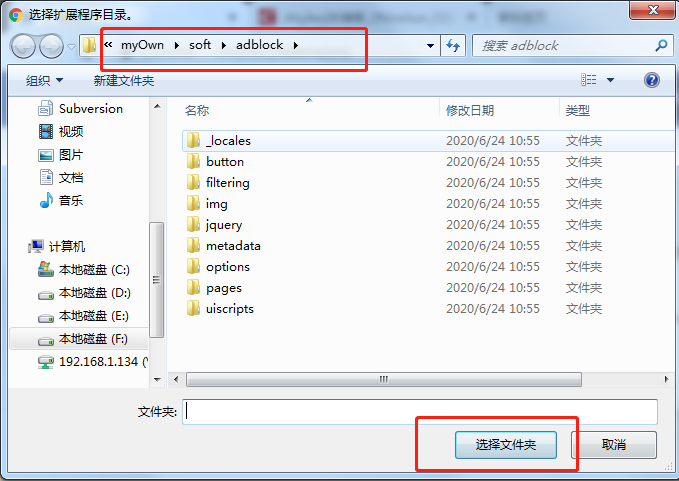 选择扩展程序目录。
« myOwn soft adblock
搜索 adblock
组织 新建文件夹
Subversion
视频
图片
文档
音乐
计算机
本地磁盘 (C:)
本地磁盘 (D:)
本地磁盘 (E:)
本地磁盘 (F:)
192.168.1.134 (
名称 修改日期 类型
_locales 2020/6/24 10:55 文件夹
button 2020/6/24 10:55 文件夹
filtering 2020/6/24 10:55 文件夹
img 2020/6/24 10:55 文件夹
jquery 2020/6/24 10:55 文件夹
metadata 2020/6/24 10:55 文件夹
options 2020/6/24 10:55 文件夹
pages 2020/6/24 10:55 文件夹
uiscripts 2020/6/24 10:55 文件夹
文件夹:
选择文件夹 取消